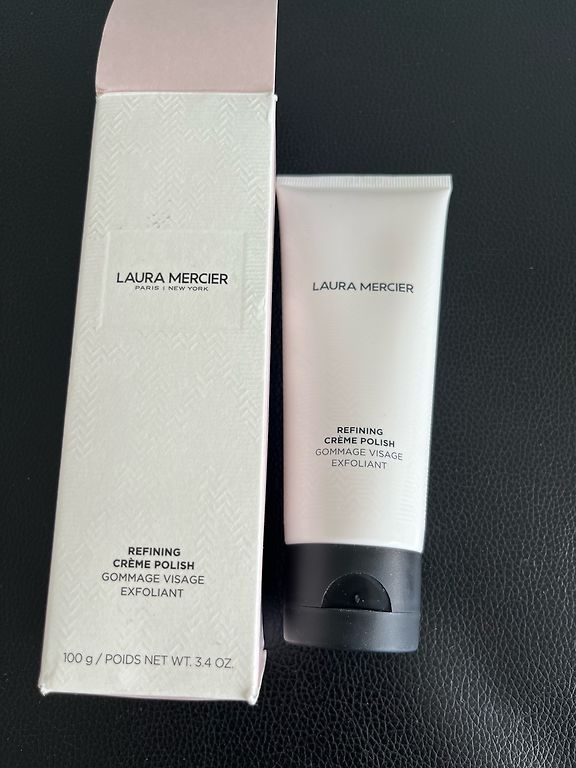 LAURA MERCIER
PARIS | NEW YORK
REFINING
CRÈME POLISH
GOMMAGE VISAGE
EXFOLIANT
100 g / POIDS NET WT. 3.4 OZ.
LAURA MERCIER
REFINING
CRÈME POLISH
GOMMAGE VISAGE
EXFOLIANT